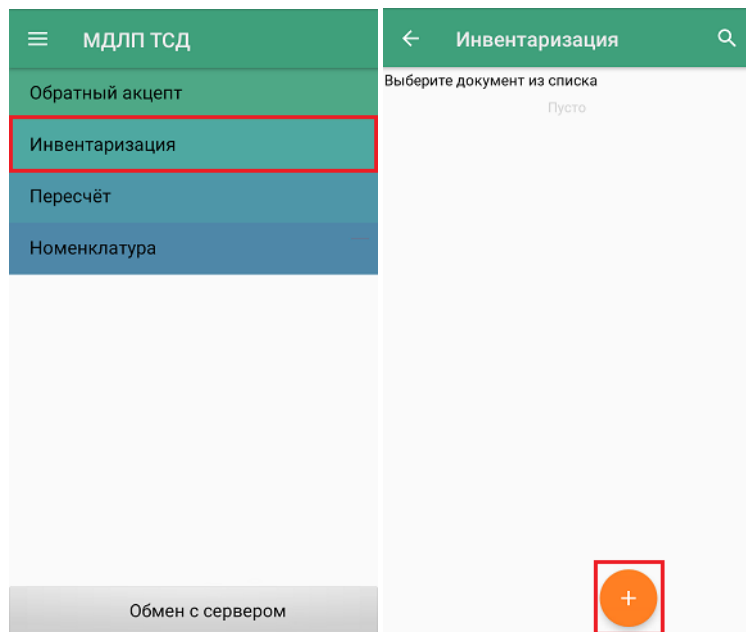 МДЛП ТСД
Обратный акцепт
Инвентаризация
Пересчёт
Номенклатура
Обмен с сервером
Инвентаризация
Выберите документ из списка
Пусто
+